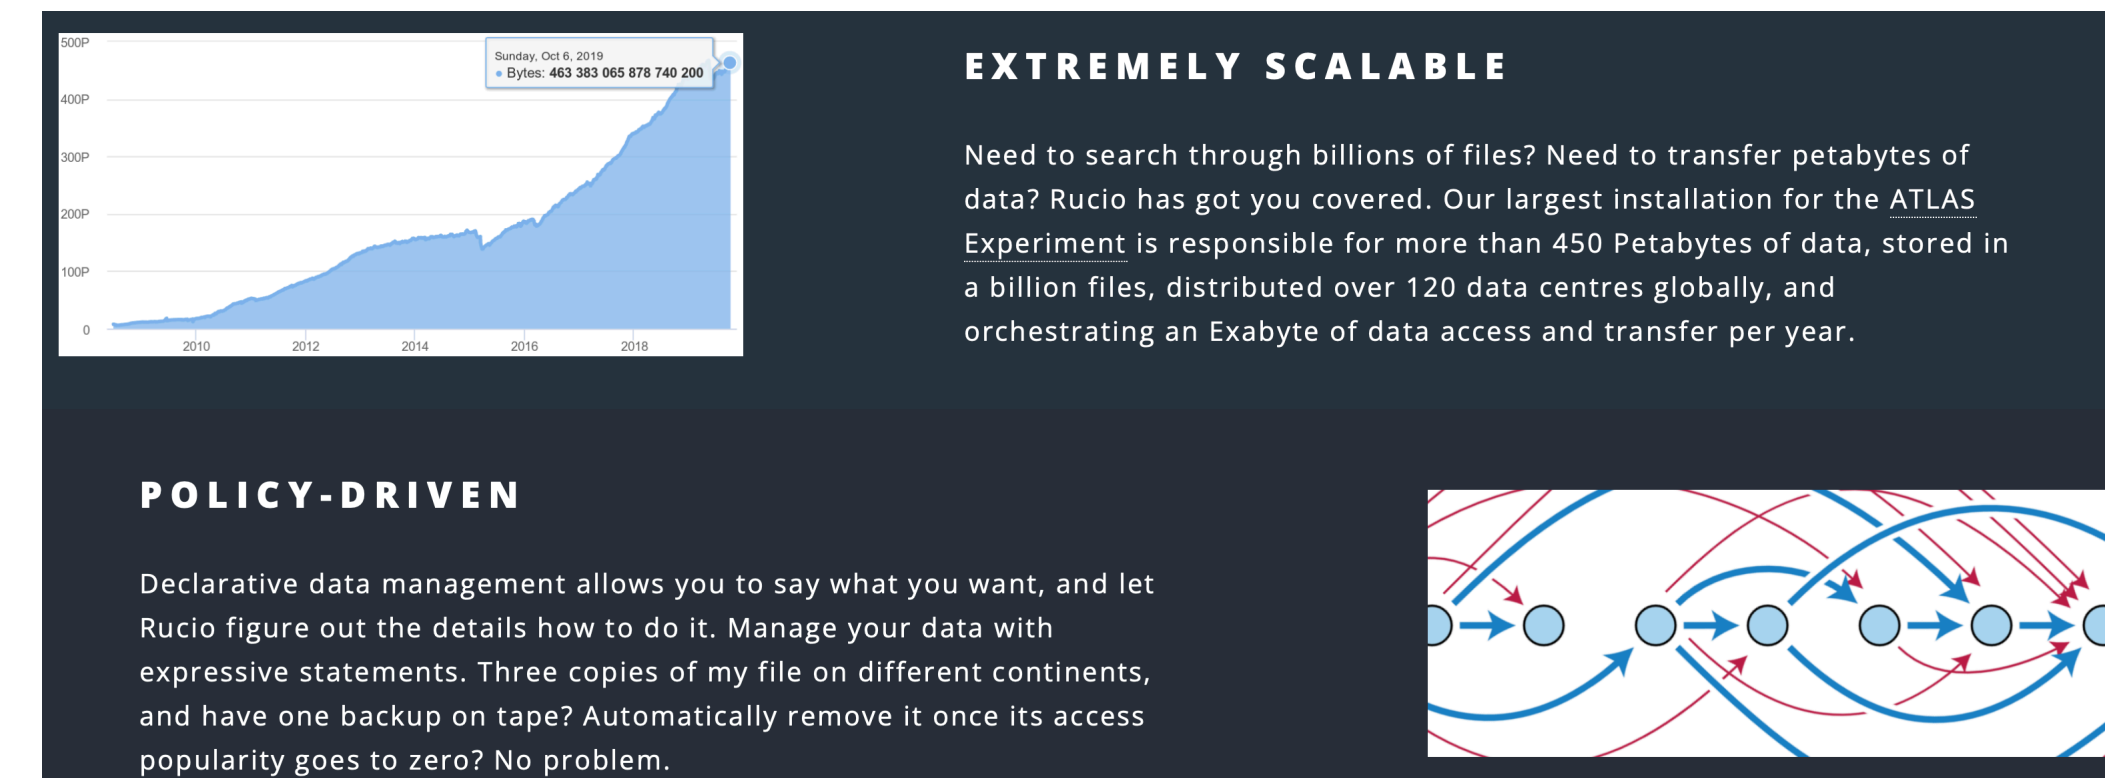 500P
400P
300P
200P
100P
0
2010 2012 2014 2016 2018
Sunday, Oct 6, 2019
Bytes: 463 383 065 878 740 200
EXTREMELY SCALABLE
Need to search through billions of files? Need to transfer petabytes of
data? Rucio has got you covered. Our largest installation for the ATLAS
Experiment is responsible for more than 450 Petabytes of data, stored in
a billion files, distributed over 120 data centres globally, and
orchestrating an Exabyte of data access and transfer per year.
POLICY-DRIVEN
Declarative data management allows you to say what you want, and let
Rucio figure out the details how to do it. Manage your data with
expressive statements. Three copies of my file on different continents,
and have one backup on tape? Automatically remove it once its access
popularity goes to zero? No problem.